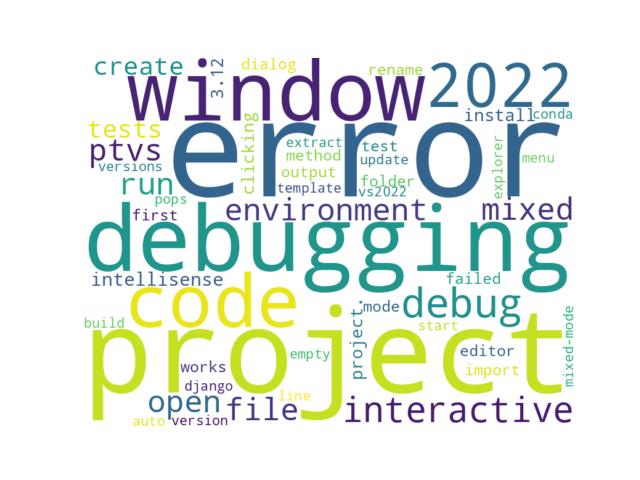 create
3.12
dialog
rename
window
2022
install
conda
tests
error
ptvs
versions
clicking
extract
test
method
update
explorer
menu
run
output
folder
pops
template
vs2022
first
environment
mixed
debugging
intellisense
failed
code
mode
debug
build
project.
start
mixed-mode
project
works
empty
editor
import
django
line
open
file
interactive
auto
version